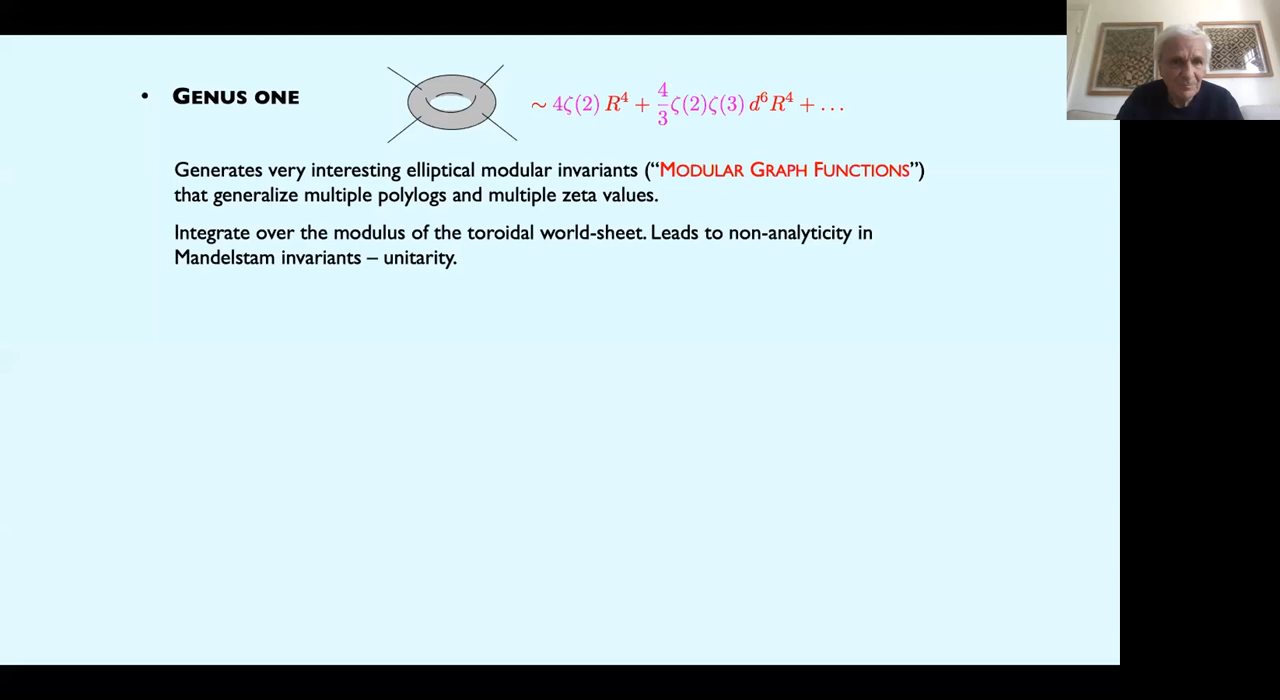 • GENUS ONE
∼ 4ζ(2) R⁴ + 4/3 ζ(2)ζ(3) d⁶R⁴ + . . .
Generates very interesting elliptical modular invariants (“MODULAR GRAPH FUNCTIONS”)
that generalize multiple polylogs and multiple zeta values.
Integrate over the modulus of the toroidal world-sheet. Leads to non-analyticity in
Mandelstam invariants – unitarity.